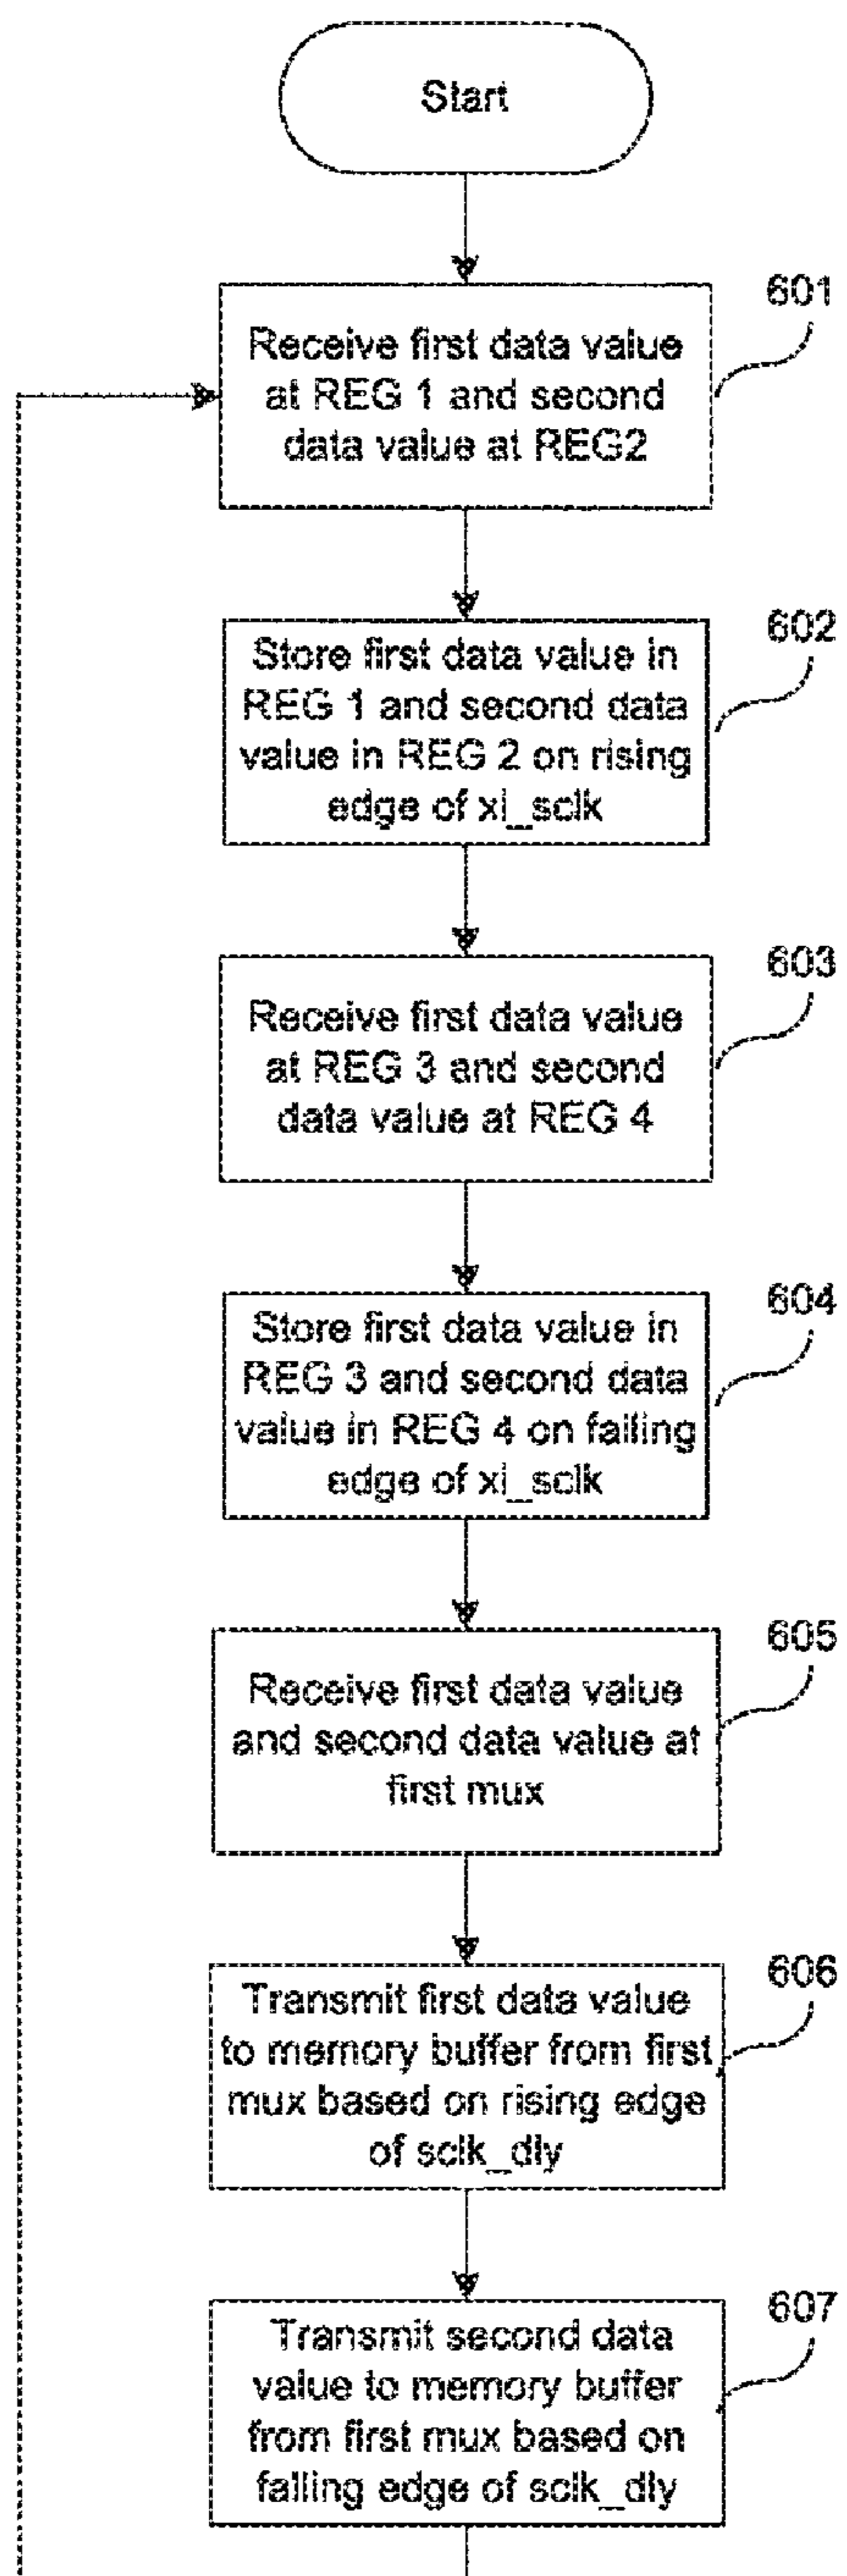 Start
601
Receive first data value
at REG 1 and second
data value at REG2
602
Store first data value in
REG 1 and second data
value in REG 2 on rising
edge of xi_sclk
603
Receive first data value
at REG 3 and second
data value at REG 4
604
Store first data value in
REG 3 and second data
value in REG 4 on falling
edge of xi_sclk
605
Receive first data value
and second data value at
first mux
606
Transmit first data value
to memory buffer from first
mux based on rising edge
of sclk_dly
607
Transmit second data
value to memory buffer
from first mux based on
falling edge of sclk_dly